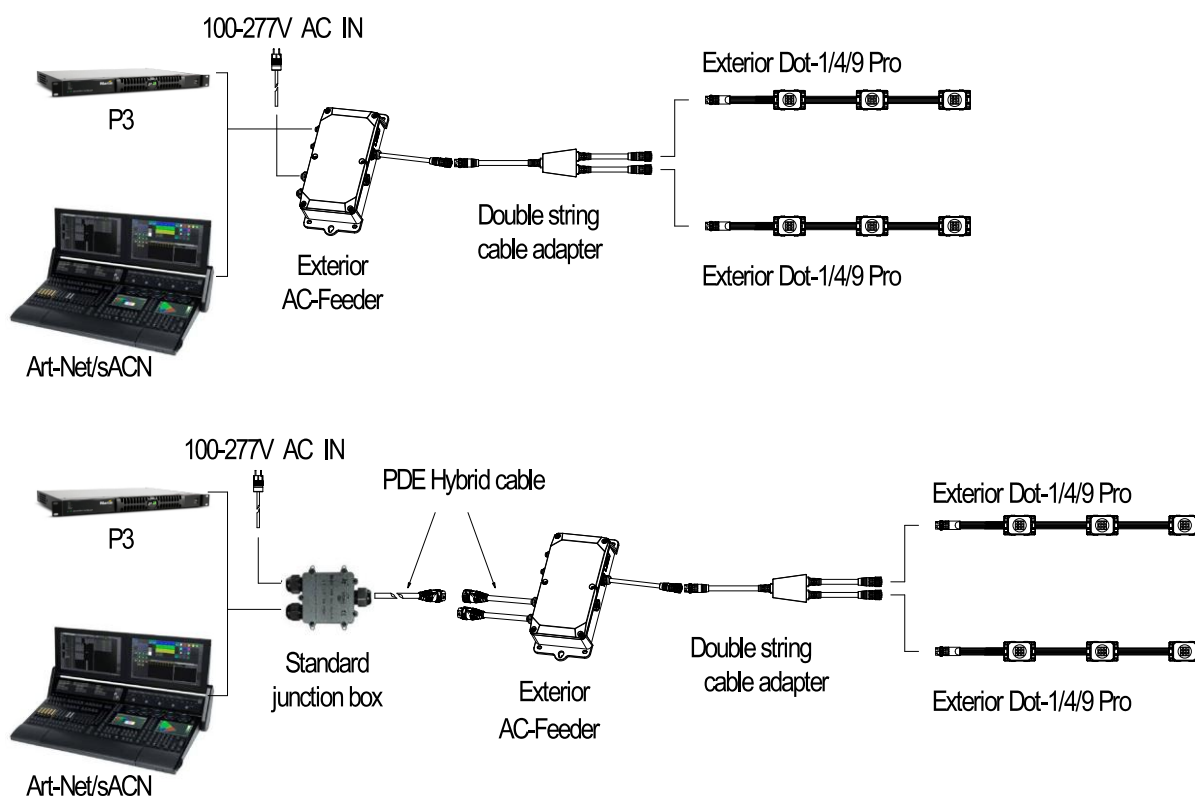 100-277V AC IN
P3
Exterior Dot-1/4/9 Pro
Double string
cable adapter
Exterior
AC-Feeder
Exterior Dot-1/4/9 Pro
Art-Net/sACN
100-277V AC IN
PDE Hybrid cable
P3
Exterior Dot-1/4/9 Pro
Standard
junction box
Double string
cable adapter
Exterior
AC-Feeder
Exterior Dot-1/4/9 Pro
Art-Net/sACN